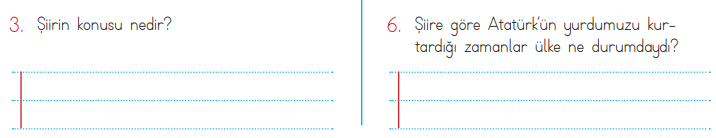 3. Şiirin konusu nedir?
6. Şiire göre Atatürk'ün yurdumuzu kur-
tardığı zamanlar ülke ne durumdaydı?